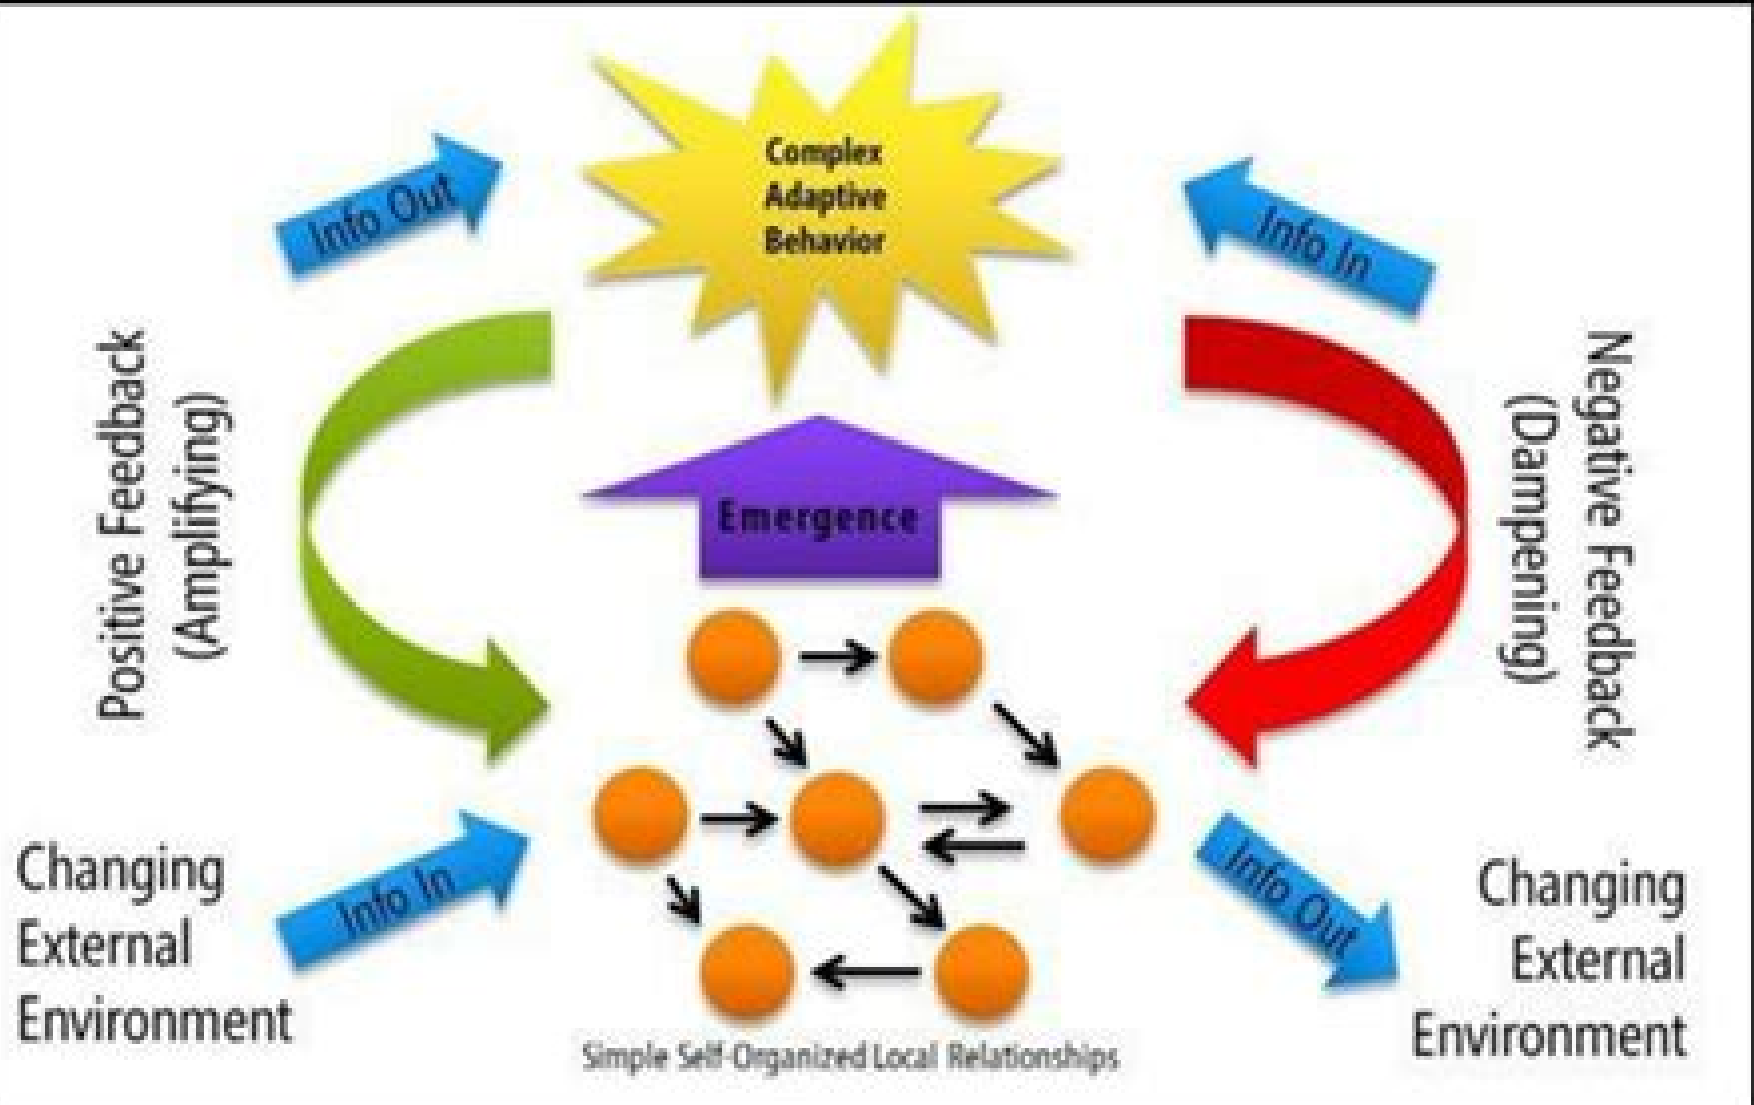 Complex
Adaptive
Behavior
Info Out
Info In
Positive Feedback
(Amplifying)
Negative Feedback
(Dampening)
Emergence
Changing
External
Environment
Info In
Info Out
Changing
External
Environment
Simple Self-Organized Local Relationships